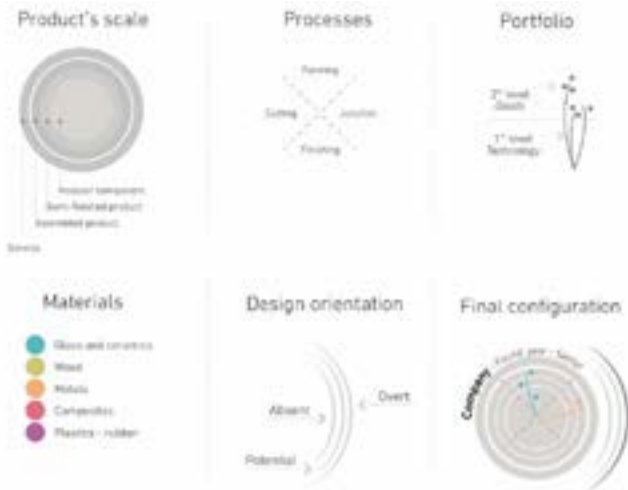 Product's scale
Processes
Portfolio
Forming
Cutting
Junction
Finishing
2° level
Goods
1° level
Technology
component
Semi-finished product
Assembled product
Materials
Design orientation
Final configuration
Glass and ceramics
Wood
Metals
Composites
Plastics - rubber
Absent
Overt
Potential
Company